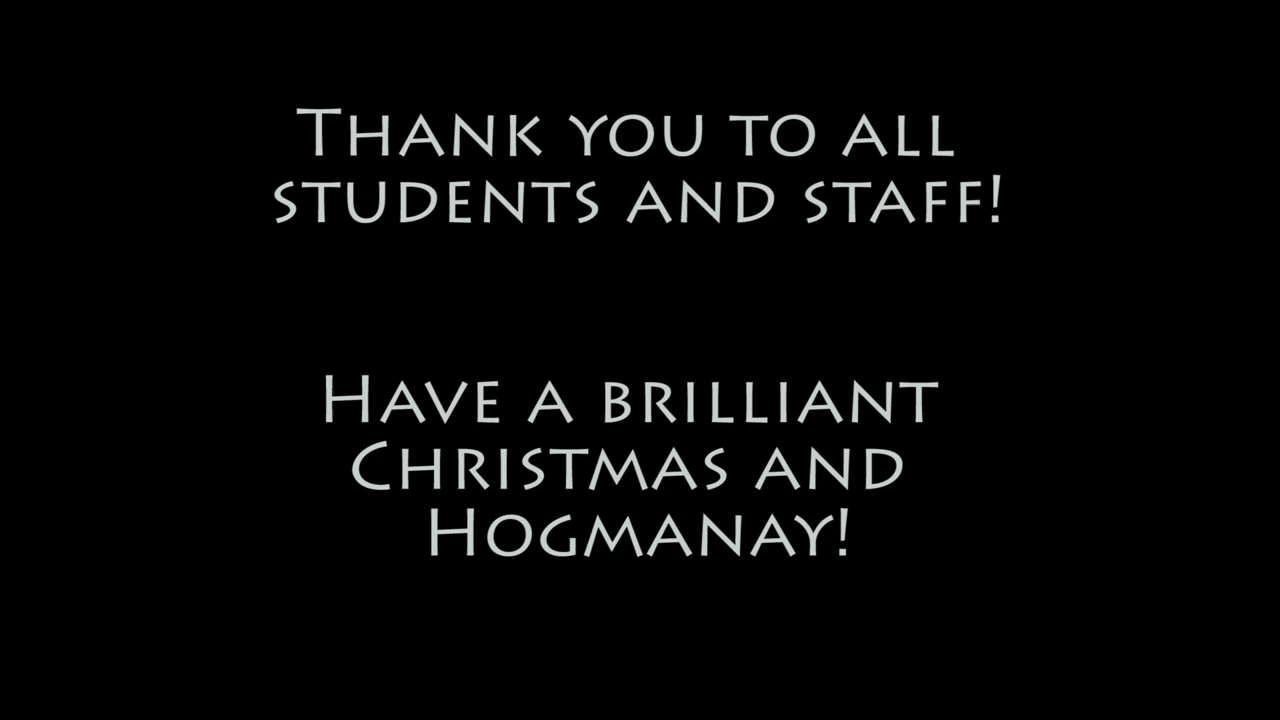 Thank you to all
students and staff!
Have a brilliant
Christmas and
Hogmanay!